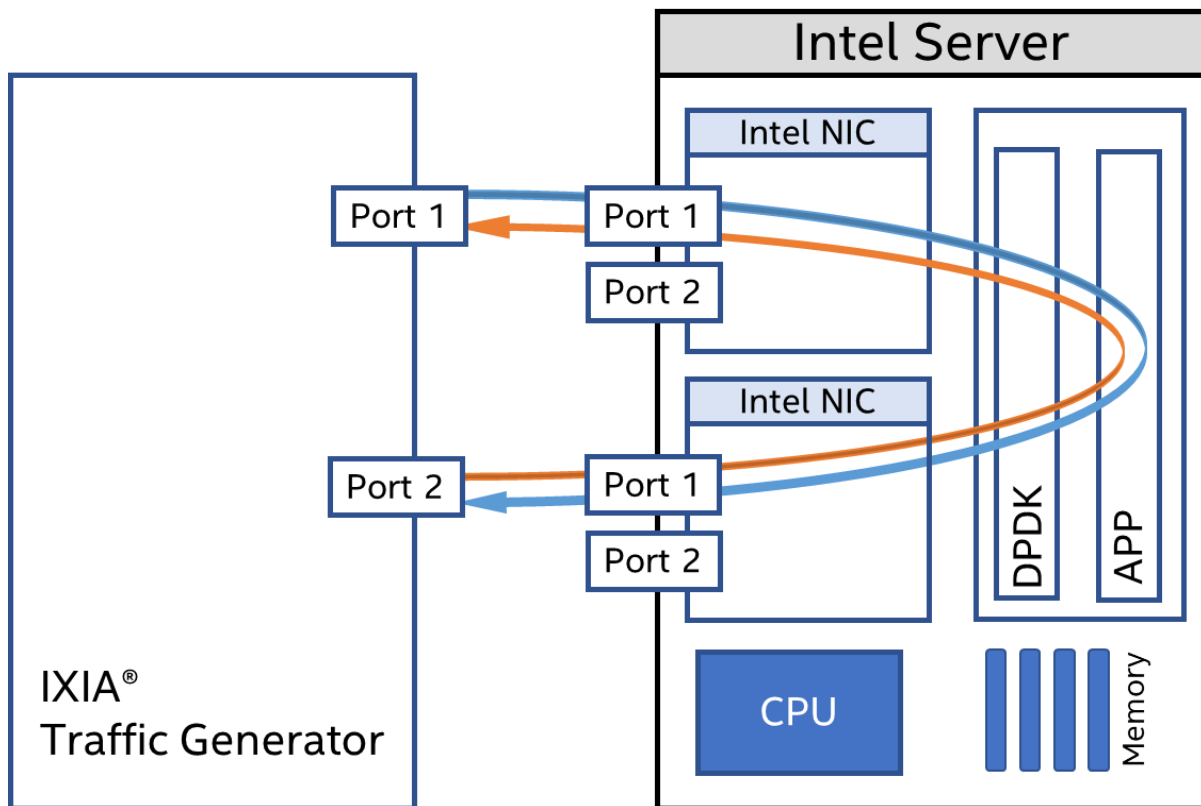 Intel Server
Intel NIC
Port 1
Port 1
Port 2
Intel NIC
Port 2
Port 1
Port 2
DPDK
APP
IXIA®
Traffic Generator
CPU
Memory